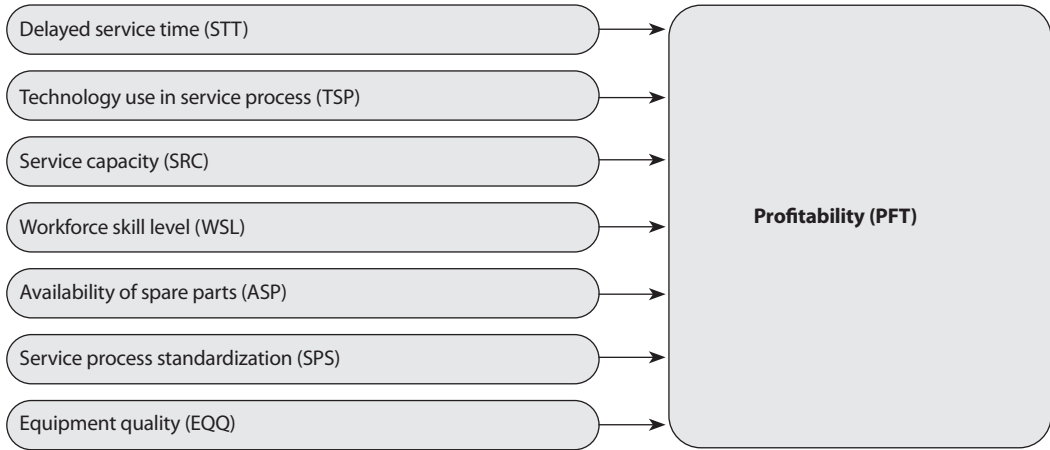 Delayed service time (STT)
Technology use in service process (TSP)
Service capacity (SRC)
Workforce skill level (WSL)
Availability of spare parts (ASP)
Service process standardization (SPS)
Equipment quality (EQQ)
Profitability (PFT)